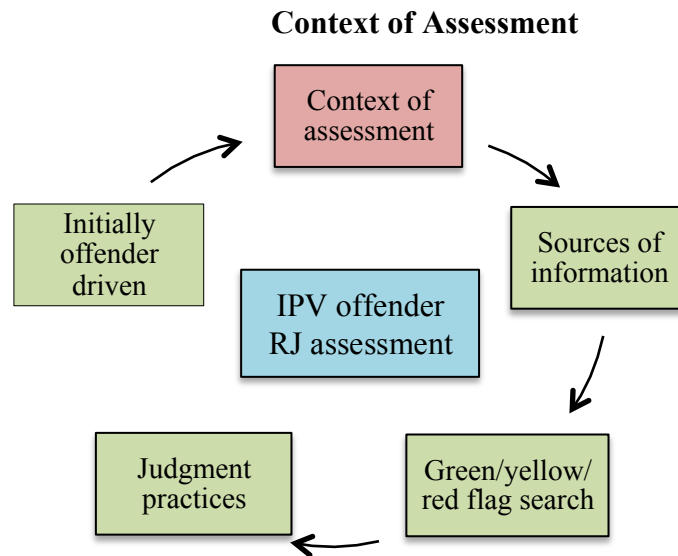 Context of Assessment
Context of
assessment
Initially
offender
driven
Sources of
information
IPV offender
RJ assessment
Judgment
practices
Green/yellow/
red flag search